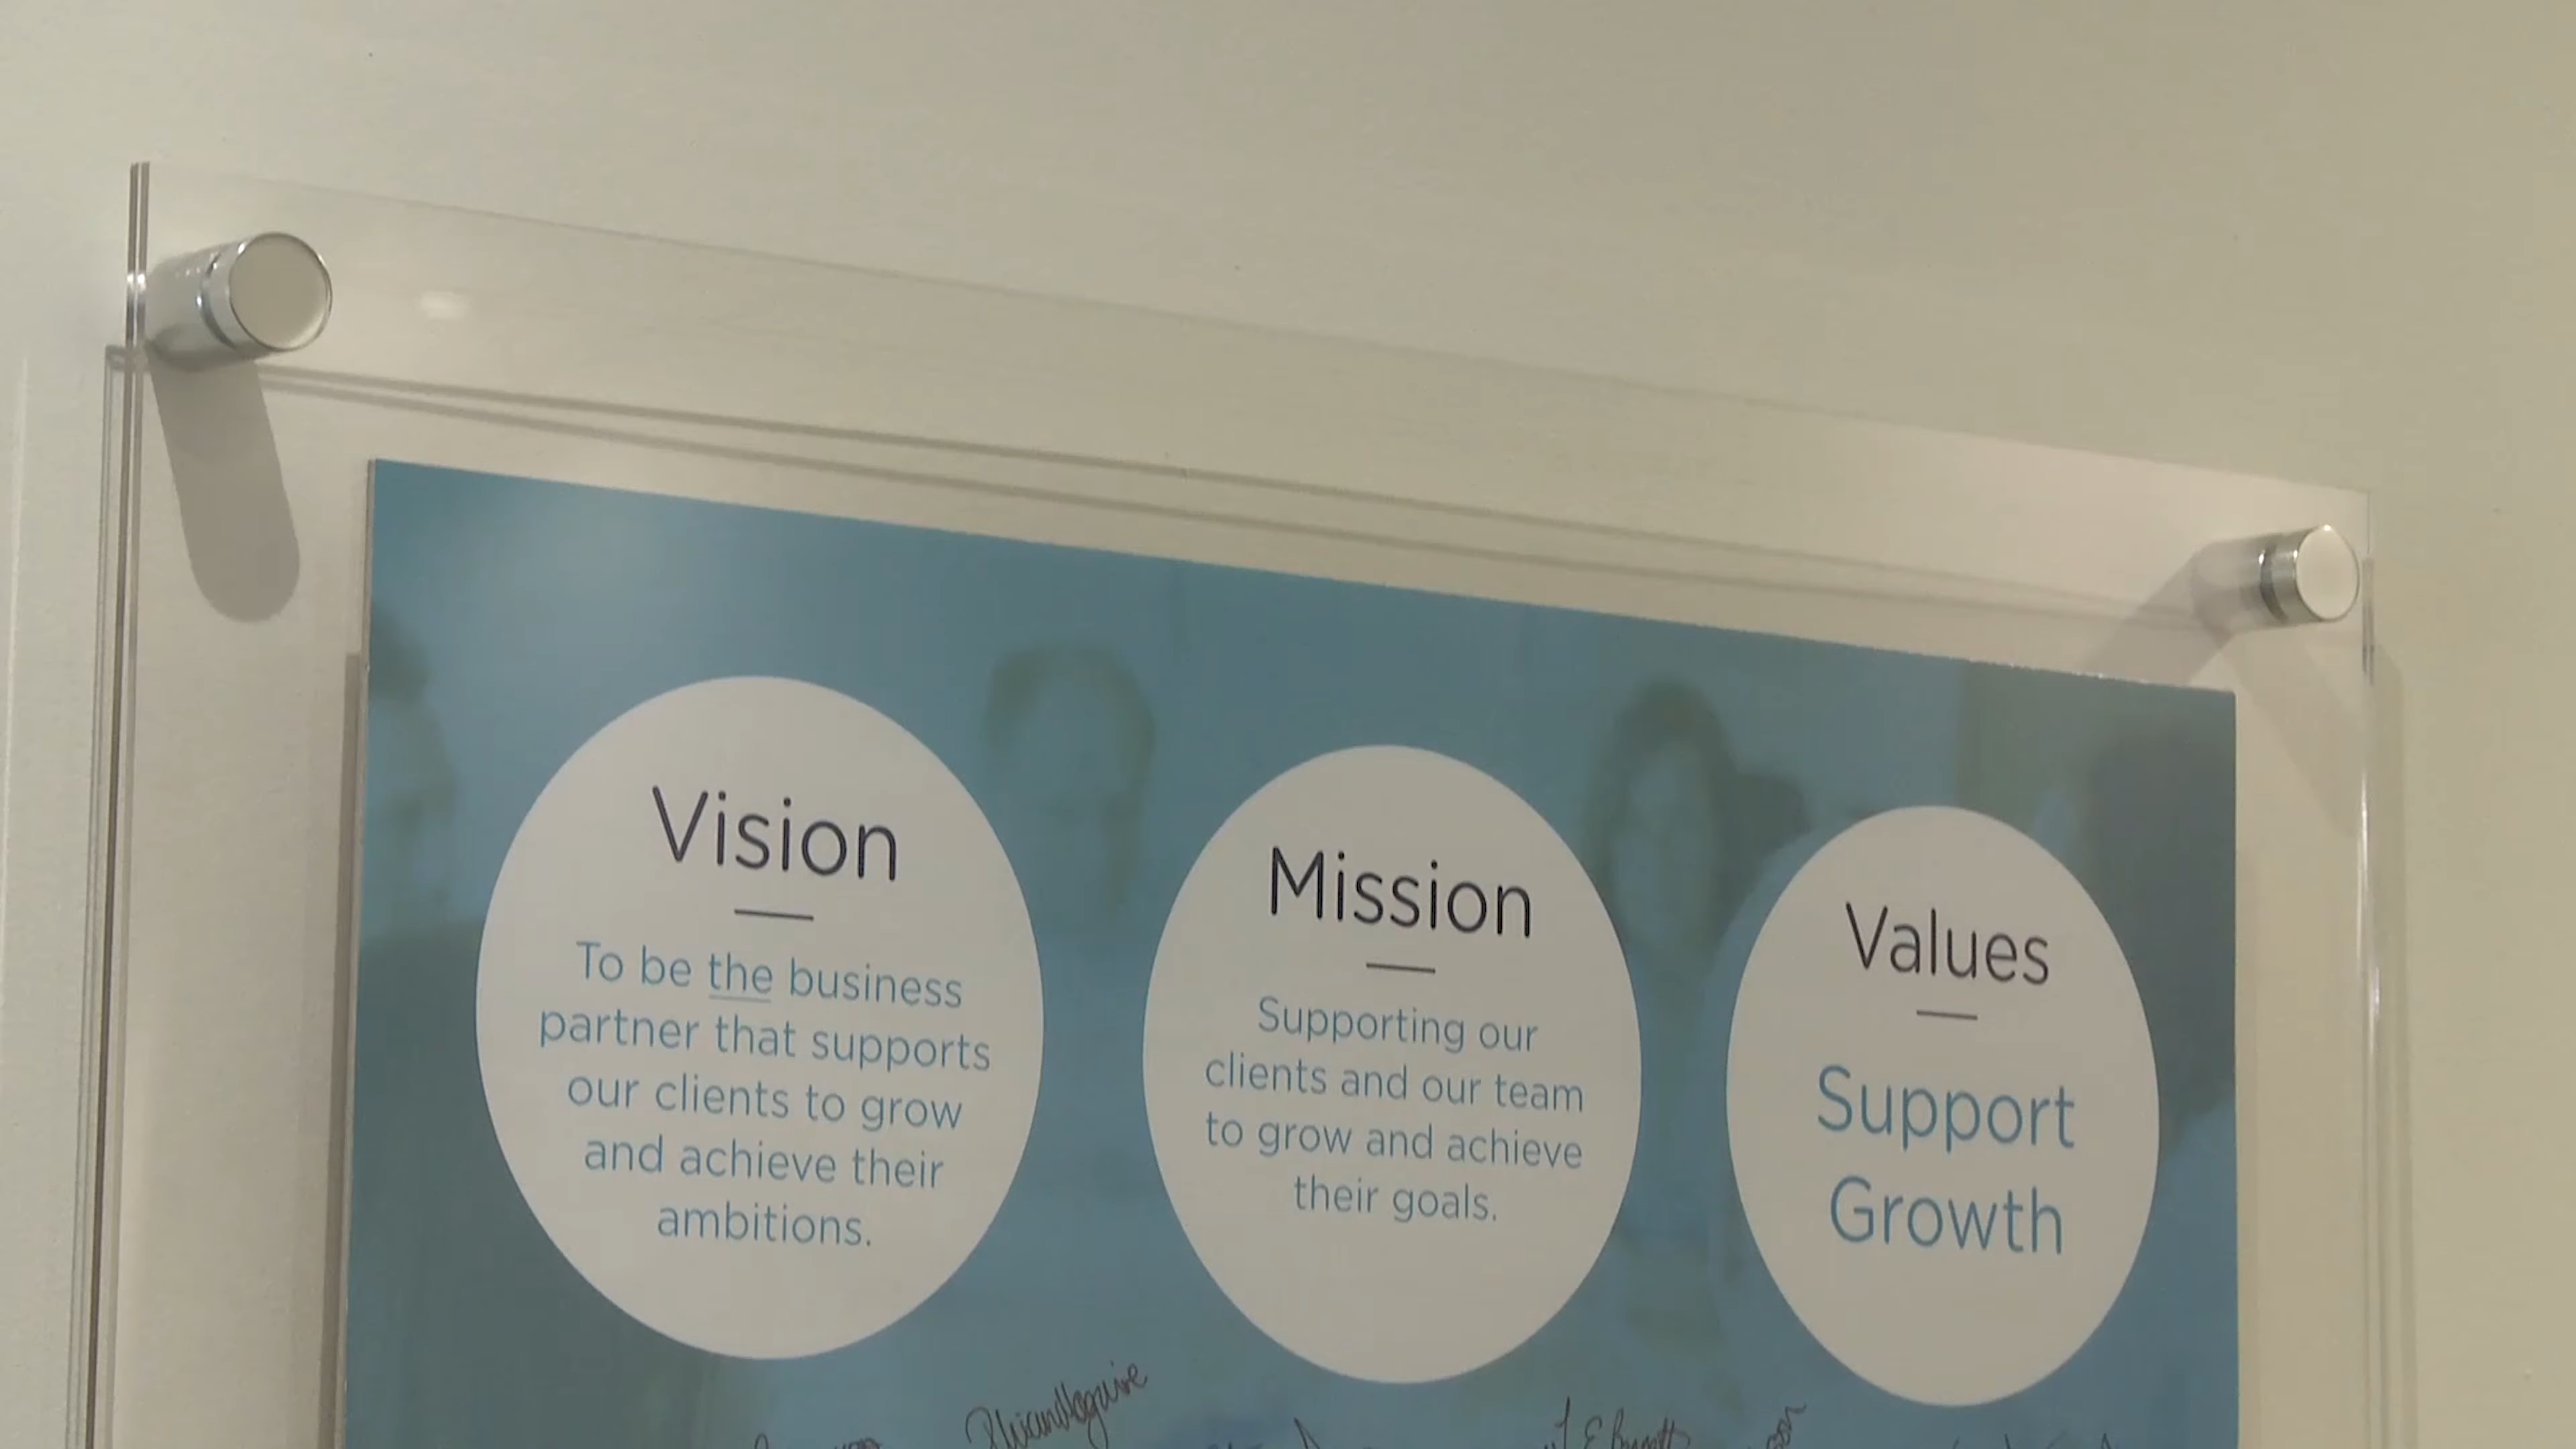 Vision
To be the business
partner that supports
our clients to grow
and achieve their
ambitions.
Mission
Supporting our
clients and our team
to grow and achieve
their goals.
Values
Support
Growth